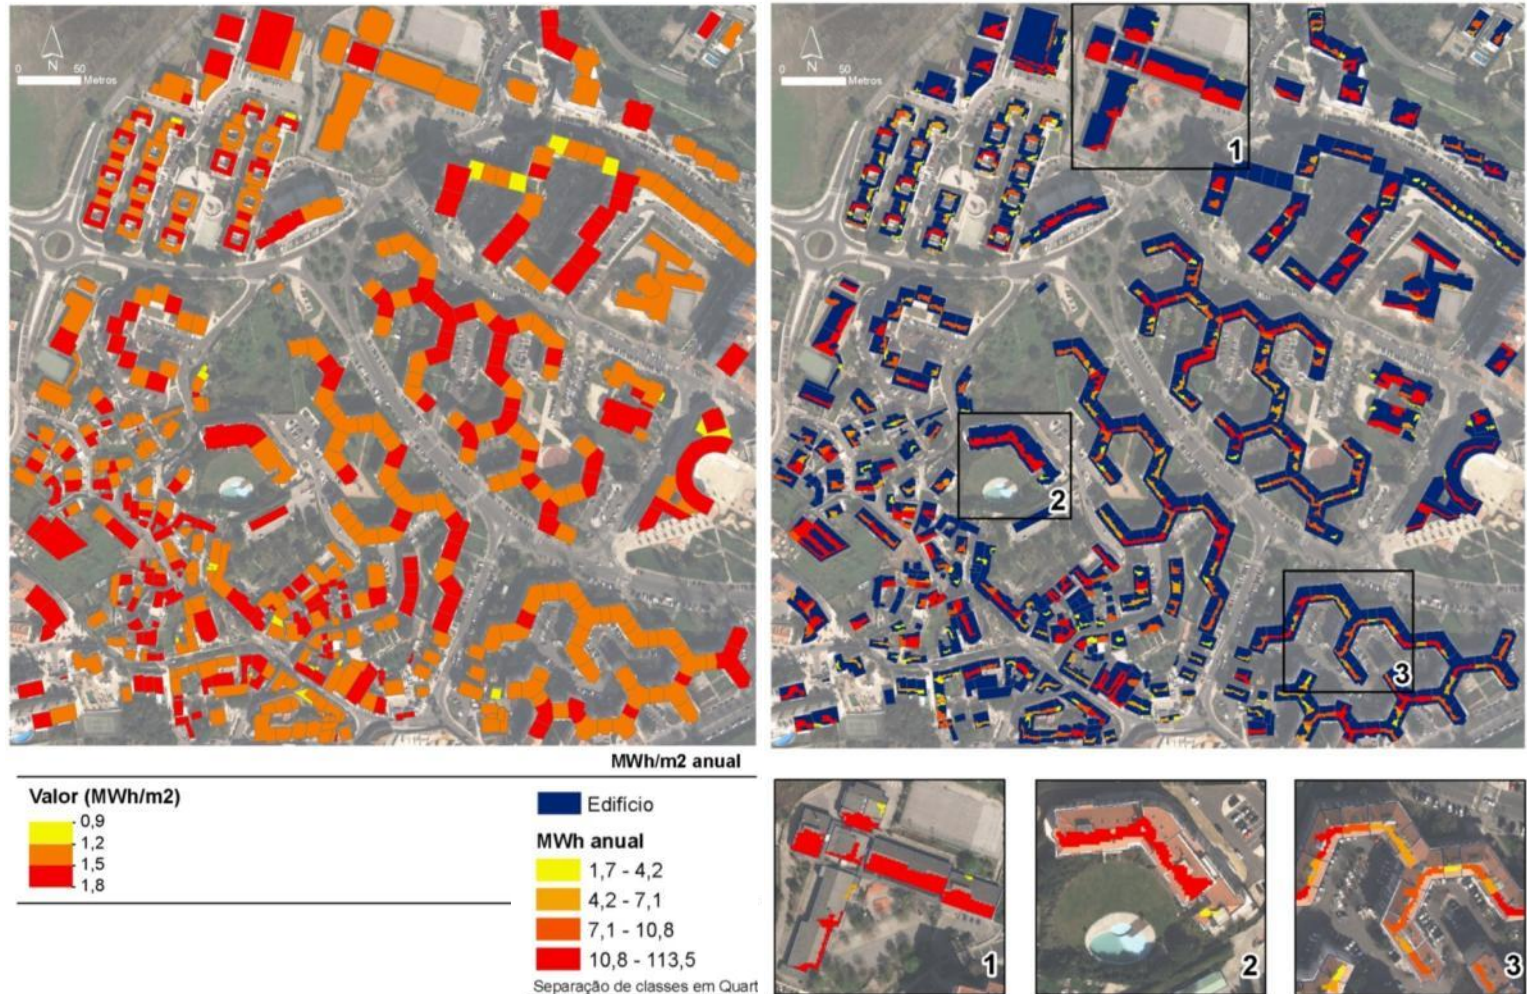 N
0 50
Metros
N
0 50
Metros
1
2
3
MWh/m2 anual
Valor (MWh/m2)
0,9
1,2
1,5
1,8
Edifício
MWh anual
1,7 - 4,2
4,2 - 7,1
7,1 - 10,8
10,8 - 113,5
Separação de classes em Quart
1
2
3